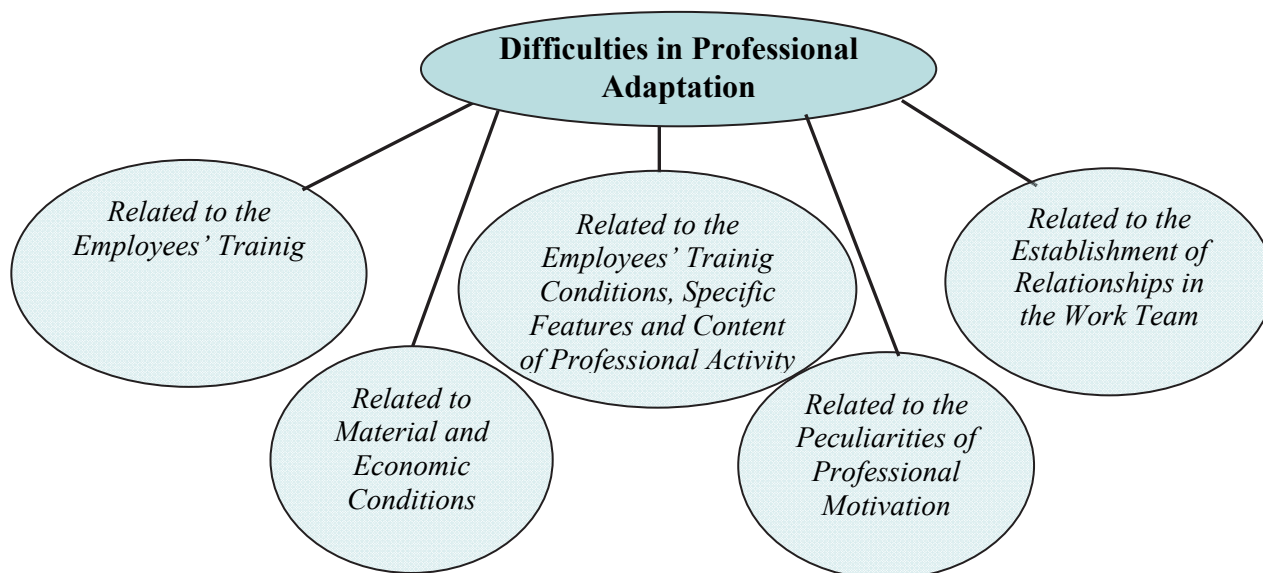 Difficulties in Professional
Adaptation
Related to the
Employees’ Trainig
Related to
Material and
Economic
Conditions
Related to the
Employees’ Trainig
Conditions, Specific
Features and Content
of Professional Activity
Related to the
Peculiarities of
Professional
Motivation
Related to the
Establishment of
Relationships in
the Work Team